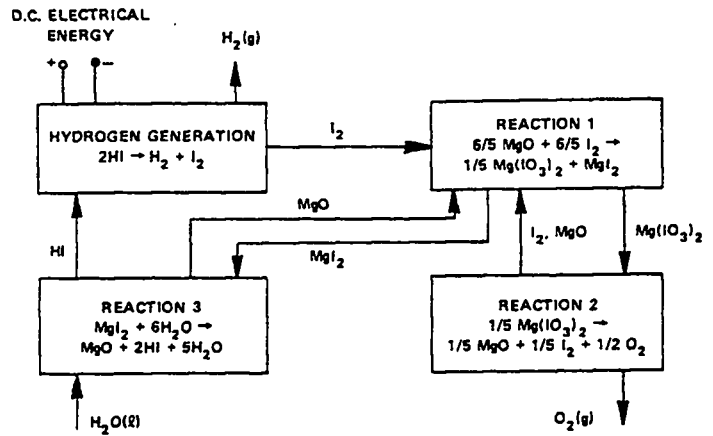 D.C. ELECTRICAL
ENERGY
+ −
H₂(g)
HYDROGEN GENERATION
2HI → H₂ + I₂
I₂
REACTION 1
6/5 MgO + 6/5 I₂ →
1/5 Mg(IO₃)₂ + MgI₂
MgO
HI
MgI₂
I₂, MgO
Mg(IO₃)₂
REACTION 3
MgI₂ + 6H₂O →
MgO + 2HI + 5H₂O
REACTION 2
1/5 Mg(IO₃)₂ →
1/5 MgO + 1/5 I₂ + 1/2 O₂
H₂O(ℓ)
O₂(g)